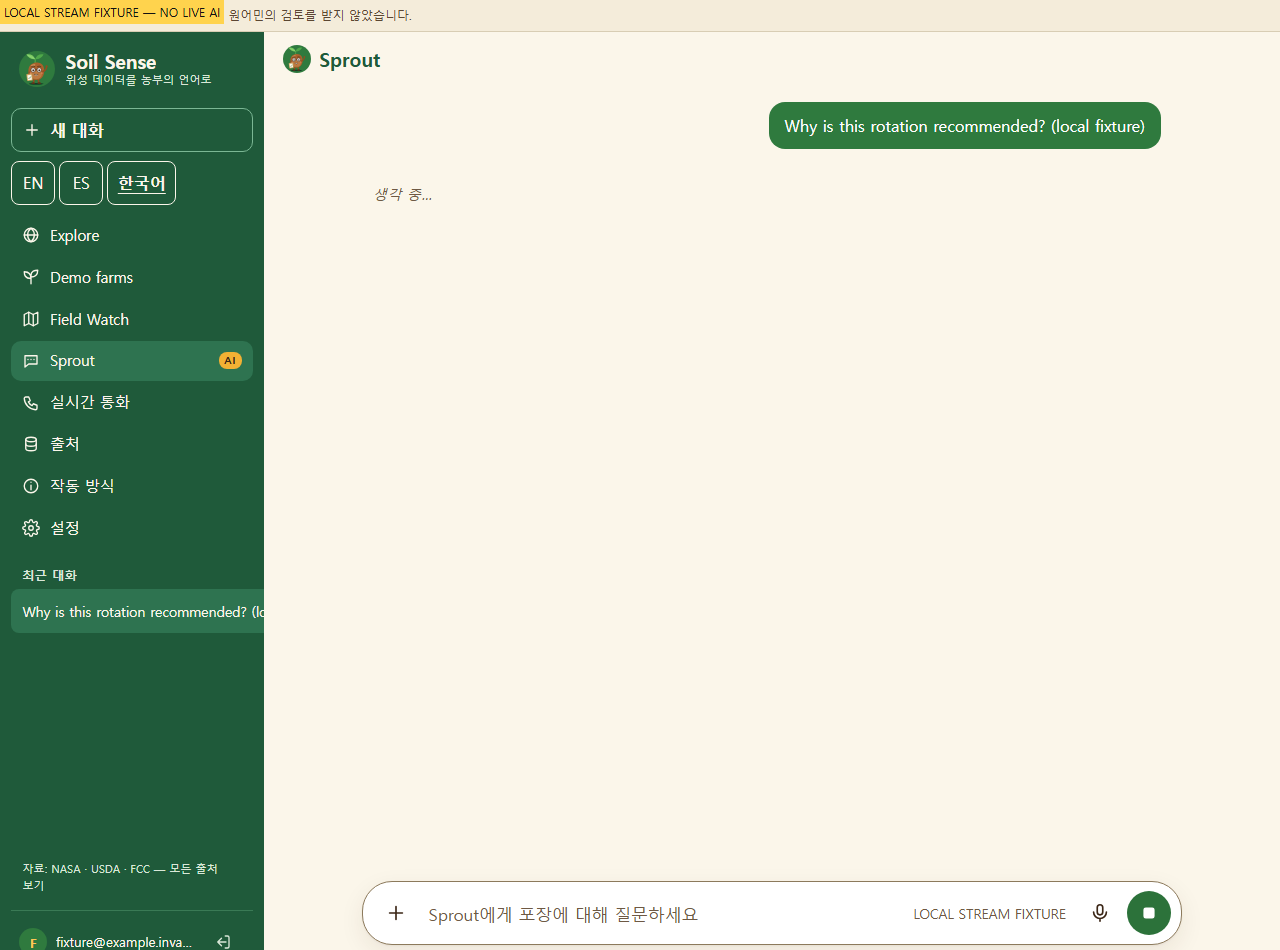 LOCAL STREAM FIXTURE — NO LIVE AI 원어민의 검토를 받지 않았습니다.
Soil Sense
위성 데이터를 농부의 언어로
새 대화
EN ES 한국어
Explore
Demo farms
Field Watch
Sprout AI
실시간 통화
출처
작동 방식
설정
최근 대화
Why is this rotation recommended? (lo
자료: NASA · USDA · FCC — 모든 출처
보기
F fixture@example.inva...
Sprout
Why is this rotation recommended? (local fixture)
생각 중...
Sprout에게 포장에 대해 질문하세요 LOCAL STREAM FIXTURE